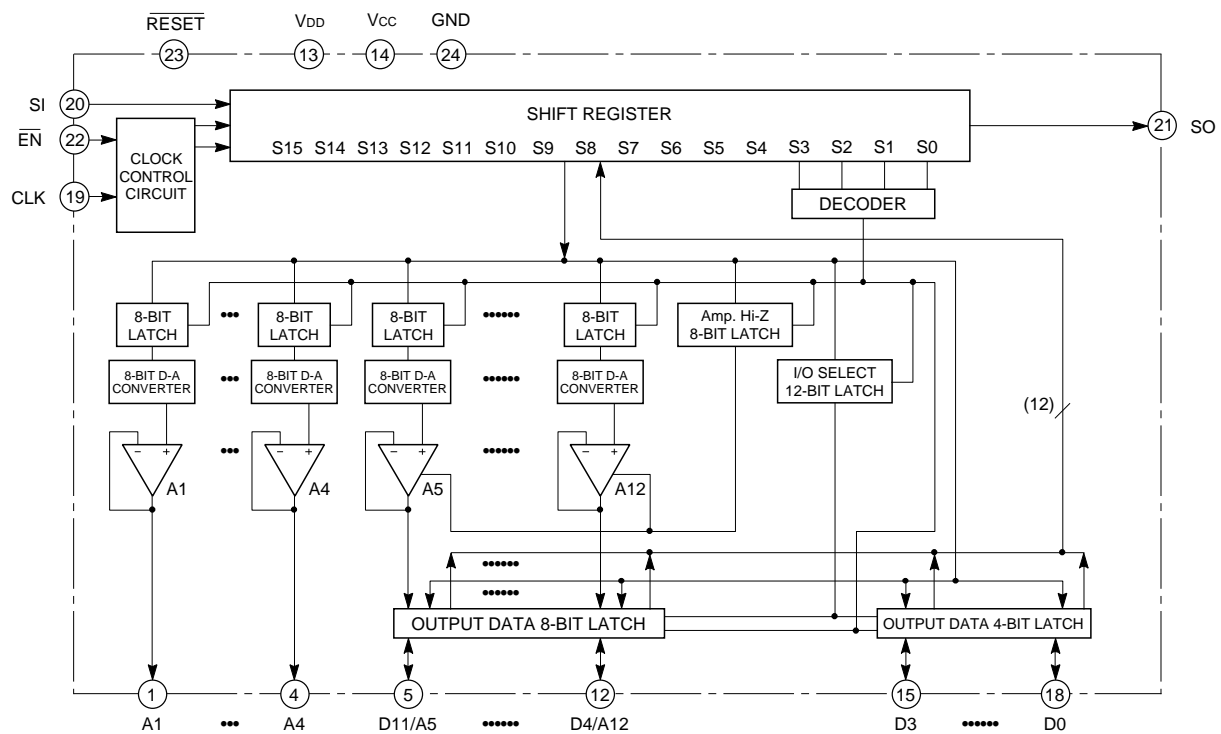 RESET VDD VCC GND
23 13 14 24
SI 20
SHIFT REGISTER
21 SO
EN 22
CLOCK
CONTROL
CIRCUIT
S15 S14 S13 S12 S11 S10 S9 S8 S7 S6 S5 S4 S3 S2 S1 S0
CLK 19
DECODER
8-BIT
LATCH
•••
8-BIT
LATCH
8-BIT
LATCH
••••••
8-BIT
LATCH
Amp. Hi-Z
8-BIT LATCH
8-BIT D-A
CONVERTER
•••
8-BIT D-A
CONVERTER
8-BIT D-A
CONVERTER
••••••
8-BIT D-A
CONVERTER
I/O SELECT
12-BIT LATCH
(12)
− + ••• − + − + •••••• − +
A1 A4 A5 A12
••••••
••••••
OUTPUT DATA 8-BIT LATCH
OUTPUT DATA 4-BIT LATCH
1 4 5 12 15 18
A1 ••• A4 D11/A5 •••••• D4/A12 D3 •••••• D0